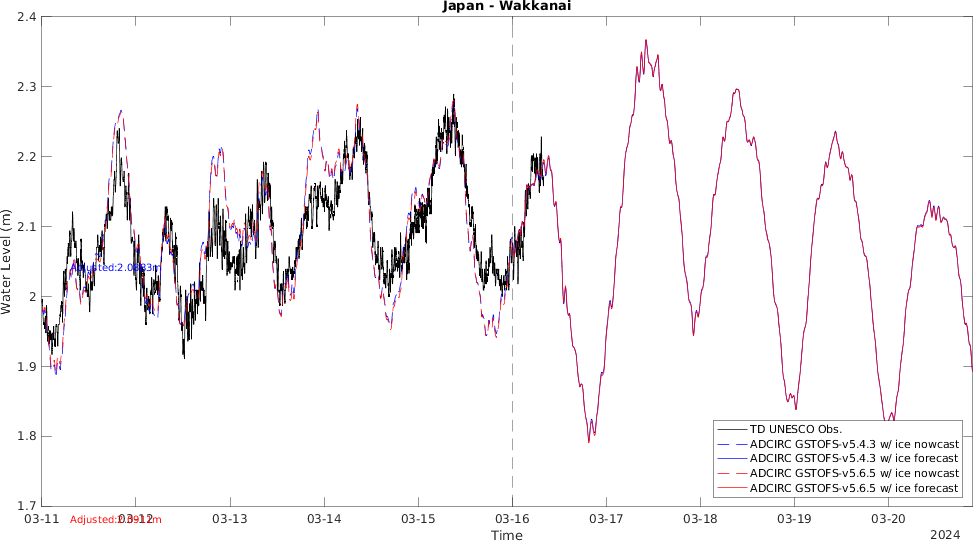 Japan - Wakkanai
2.4
2.3
2.2
2.1
2
1.9
1.8
1.7
Water Level (m)
03-11
03-12
03-13
03-14
03-15
03-16
03-17
03-18
03-19
03-20
Time
2024
TD UNESCO Obs.
ADCIRC GSTOFS-v5.4.3 w/ ice nowcast
ADCIRC GSTOFS-v5.4.3 w/ ice forecast
ADCIRC GSTOFS-v5.6.5 w/ ice nowcast
ADCIRC GSTOFS-v5.6.5 w/ ice forecast